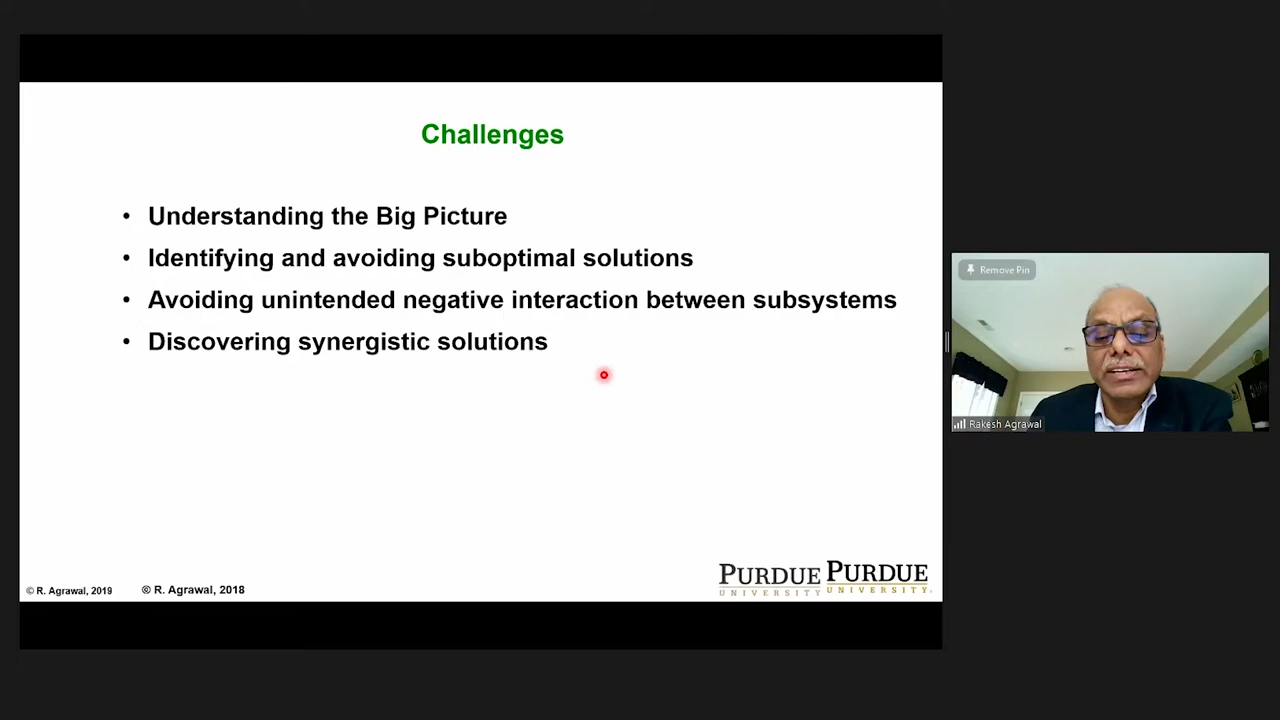 Challenges
• Understanding the Big Picture
• Identifying and avoiding suboptimal solutions
• Avoiding unintended negative interaction between subsystems
• Discovering synergistic solutions
© R. Agrawal, 2019
© R. Agrawal, 2018
PURDUE
UNIVERSITY
PURDUE
UNIVERSITY
Remove Pin
Rakesh Agrawal